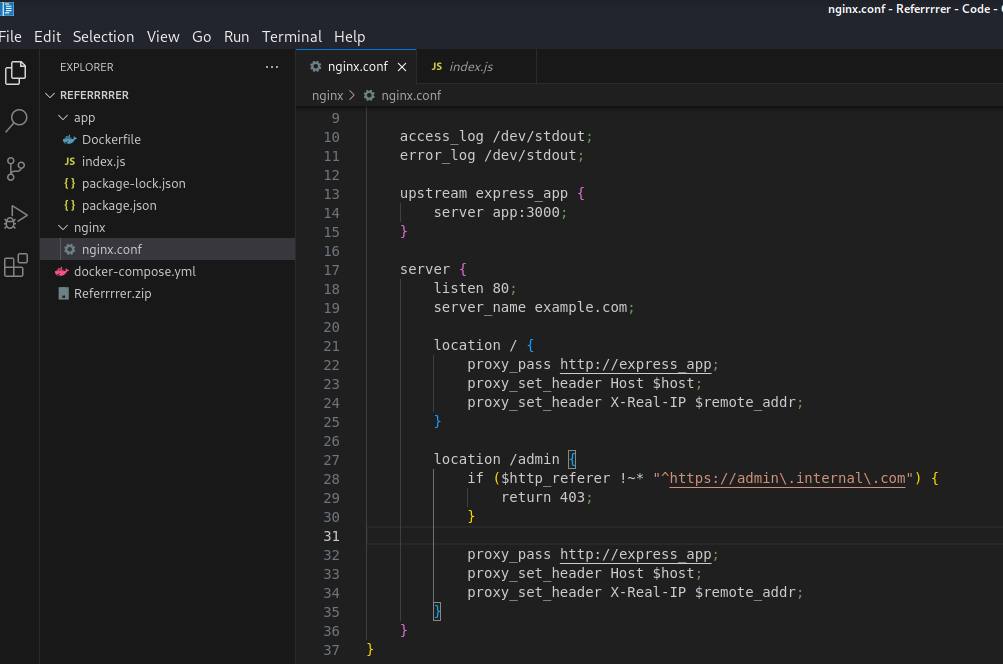 nginx.conf - Referrrrer - Code -
File Edit Selection View Go Run Terminal Help
EXPLORER ···
REFERRRRER
app
Dockerfile
JS index.js
{} package-lock.json
{} package.json
nginx
nginx.conf
docker-compose.yml
Referrrrer.zip
nginx.conf × JS index.js
nginx > nginx.conf
9
10 access_log /dev/stdout;
11 error_log /dev/stdout;
12
13 upstream express_app {
14 server app:3000;
15 }
16
17 server {
18 listen 80;
19 server_name example.com;
20
21 location / {
22 proxy_pass http://express_app;
23 proxy_set_header Host $host;
24 proxy_set_header X-Real-IP $remote_addr;
25 }
26
27 location /admin {
28 if ($http_referer !~* "^https://admin\.internal\.com") {
29 return 403;
30 }
31
32 proxy_pass http://express_app;
33 proxy_set_header Host $host;
34 proxy_set_header X-Real-IP $remote_addr;
35 }
36 }
37 }